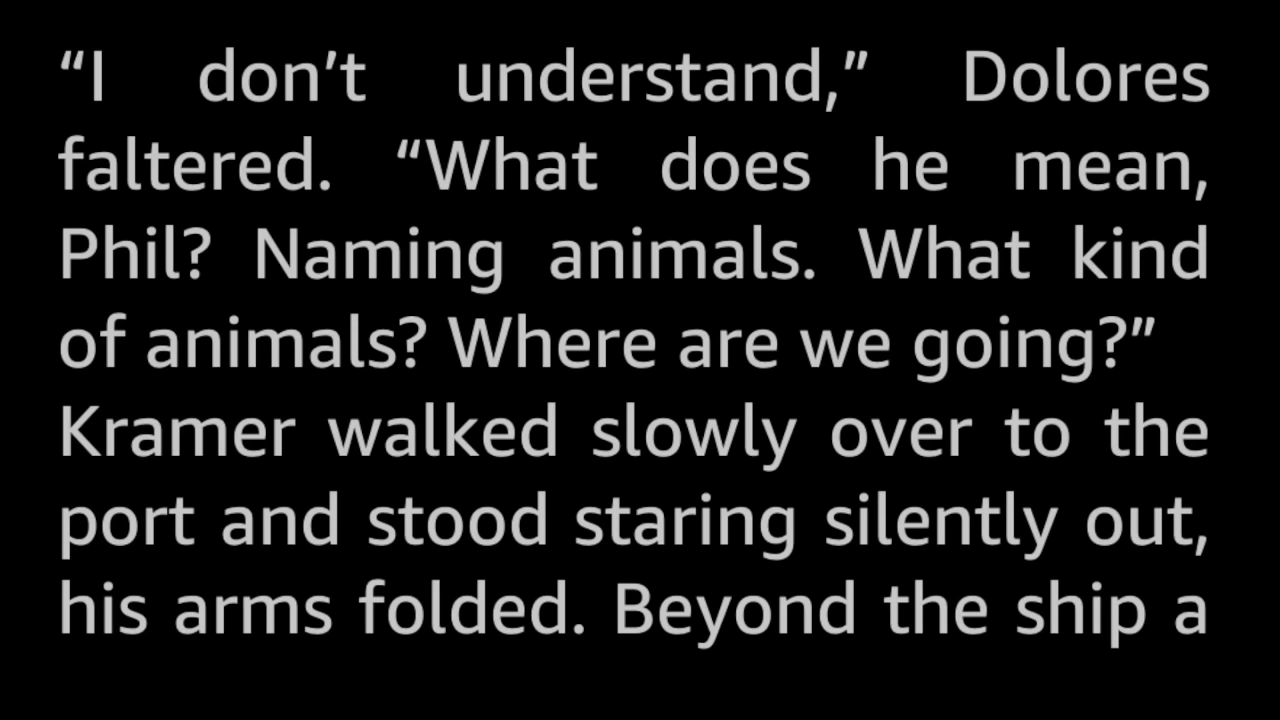 “I don’t understand,” Dolores
faltered. “What does he mean,
Phil? Naming animals. What kind
of animals? Where are we going?”
Kramer walked slowly over to the
port and stood staring silently out,
his arms folded. Beyond the ship a